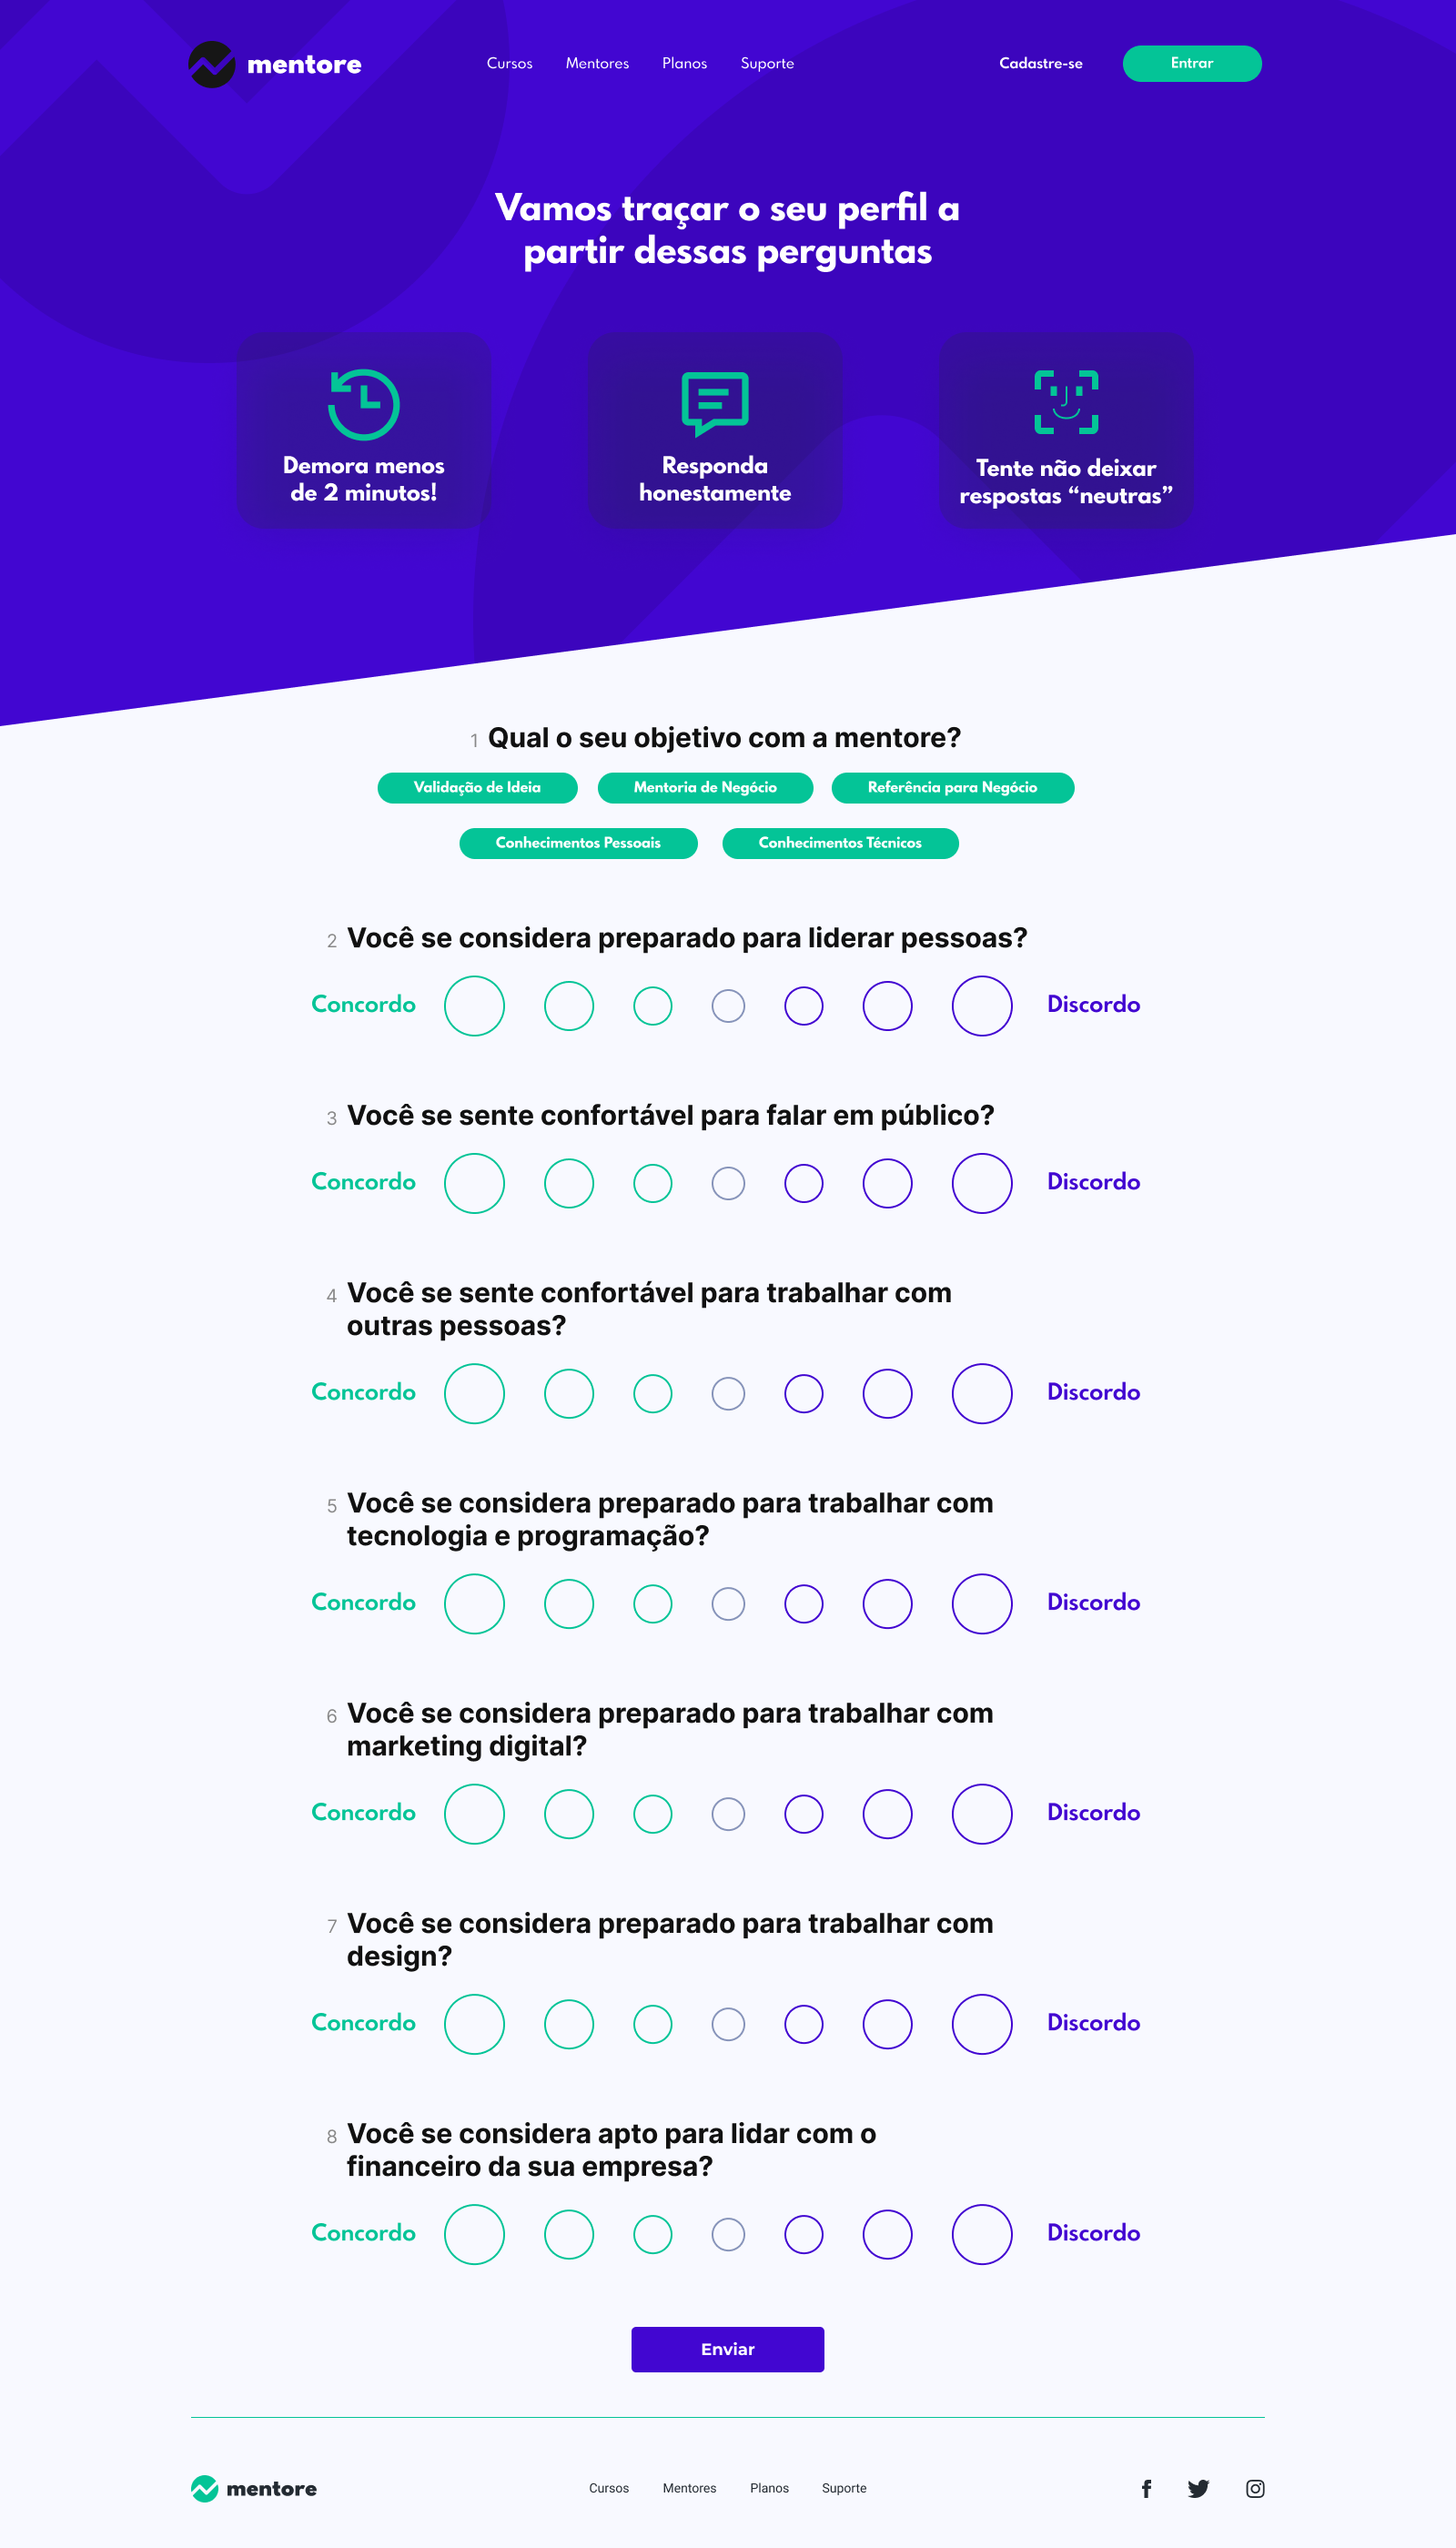 mentore
Cursos
Mentores
Planos
Suporte
Cadastre-se
Entrar
Vamos traçar o seu perfil a
partir dessas perguntas
Demora menos
de 2 minutos!
Responda
honestamente
Tente não deixar
respostas “neutras”
1 Qual o seu objetivo com a mentore?
Validação de Ideia
Mentoria de Negócio
Referência para Negócio
Conhecimentos Pessoais
Conhecimentos Técnicos
2 Você se considera preparado para liderar pessoas?
Concordo
Discordo
3 Você se sente confortável para falar em público?
Concordo
Discordo
4 Você se sente confortável para trabalhar com
outras pessoas?
Concordo
Discordo
5 Você se considera preparado para trabalhar com
tecnologia e programação?
Concordo
Discordo
6 Você se considera preparado para trabalhar com
marketing digital?
Concordo
Discordo
7 Você se considera preparado para trabalhar com
design?
Concordo
Discordo
8 Você se considera apto para lidar com o
financeiro da sua empresa?
Concordo
Discordo
Enviar
mentore
Cursos
Mentores
Planos
Suporte